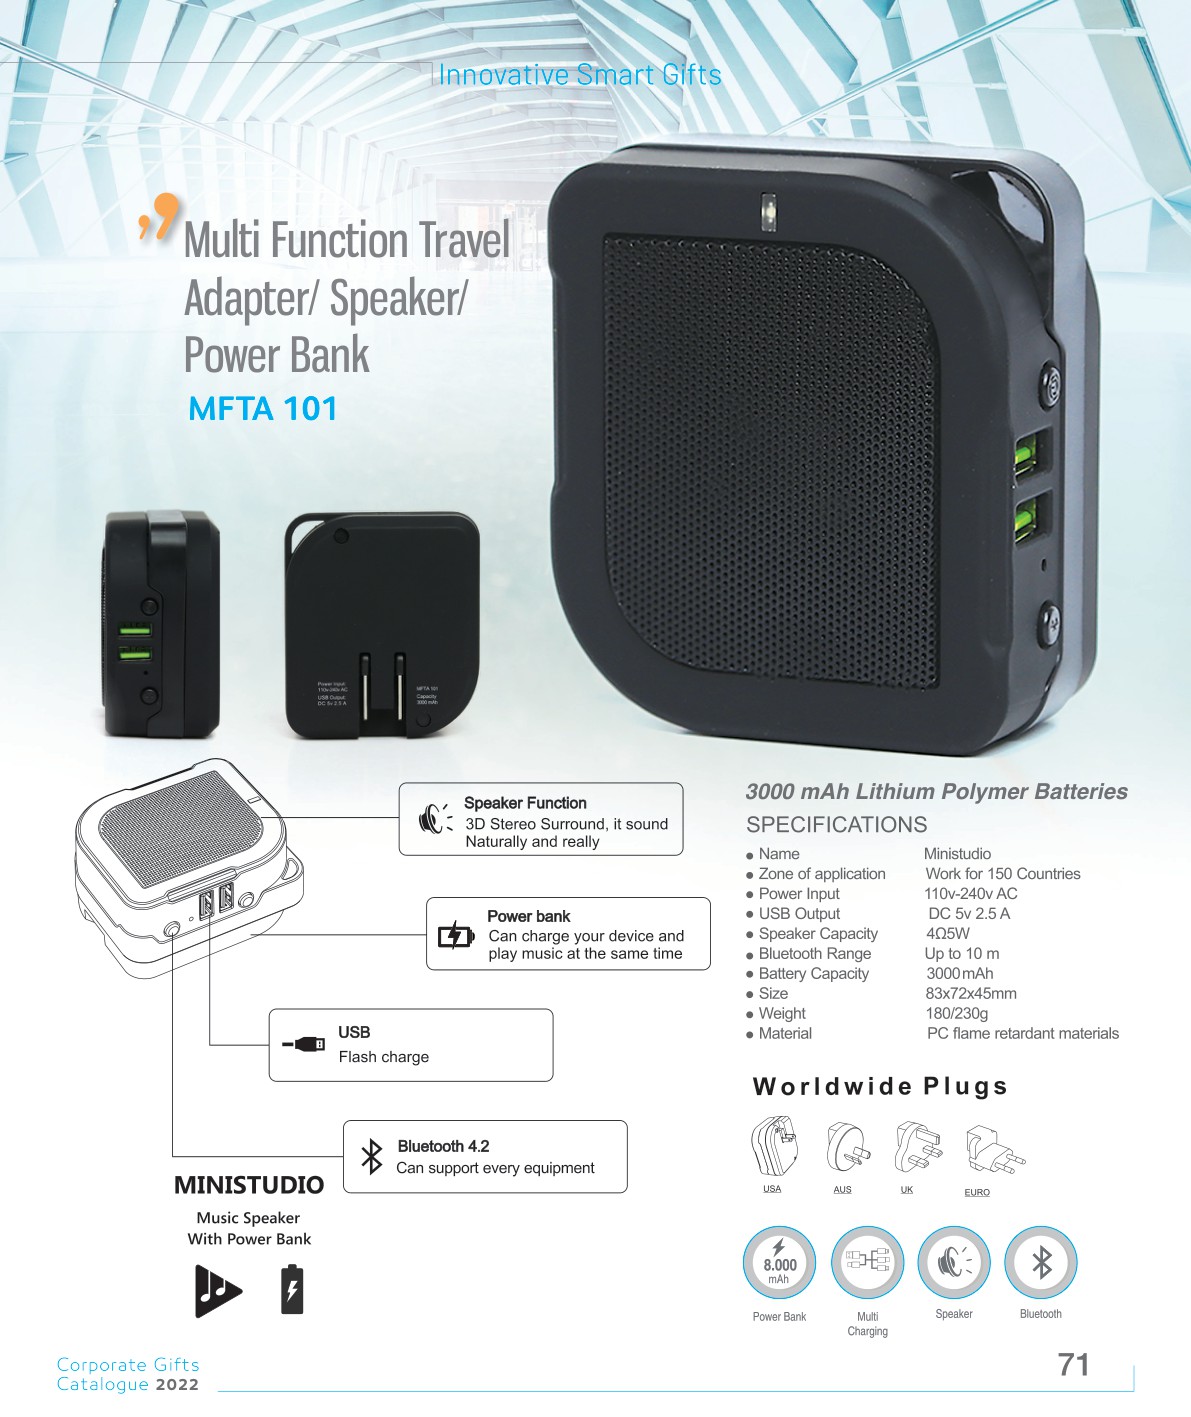 Innovative Smart Gifts
Multi Function Travel
Adapter/ Speaker/
Power Bank
MFTA 101
Power Input:
110v-240v AC
USB Output:
DC 5v 2.5 A
MFTA 101
Capacity
3000 mAh
Speaker Function
3D Stereo Surround, it sound
Naturally and really
Power bank
Can charge your device and
play music at the same time
USB
Flash charge
Bluetooth 4.2
Can support every equipment
MINISTUDIO
Music Speaker
With Power Bank
3000 mAh Lithium Polymer Batteries
SPECIFICATIONS
● Name Ministudio
● Zone of application Work for 150 Countries
● Power Input 110v-240v AC
● USB Output DC 5v 2.5 A
● Speaker Capacity 4Ω5W
● Bluetooth Range Up to 10 m
● Battery Capacity 3000mAh
● Size 83x72x45mm
● Weight 180/230g
● Material PC flame retardant materials
Worldwide Plugs
USA AUS UK EURO
8.000
mAh
Power Bank
Multi
Charging
Speaker
Bluetooth
Corporate Gifts
Catalogue 2022
71